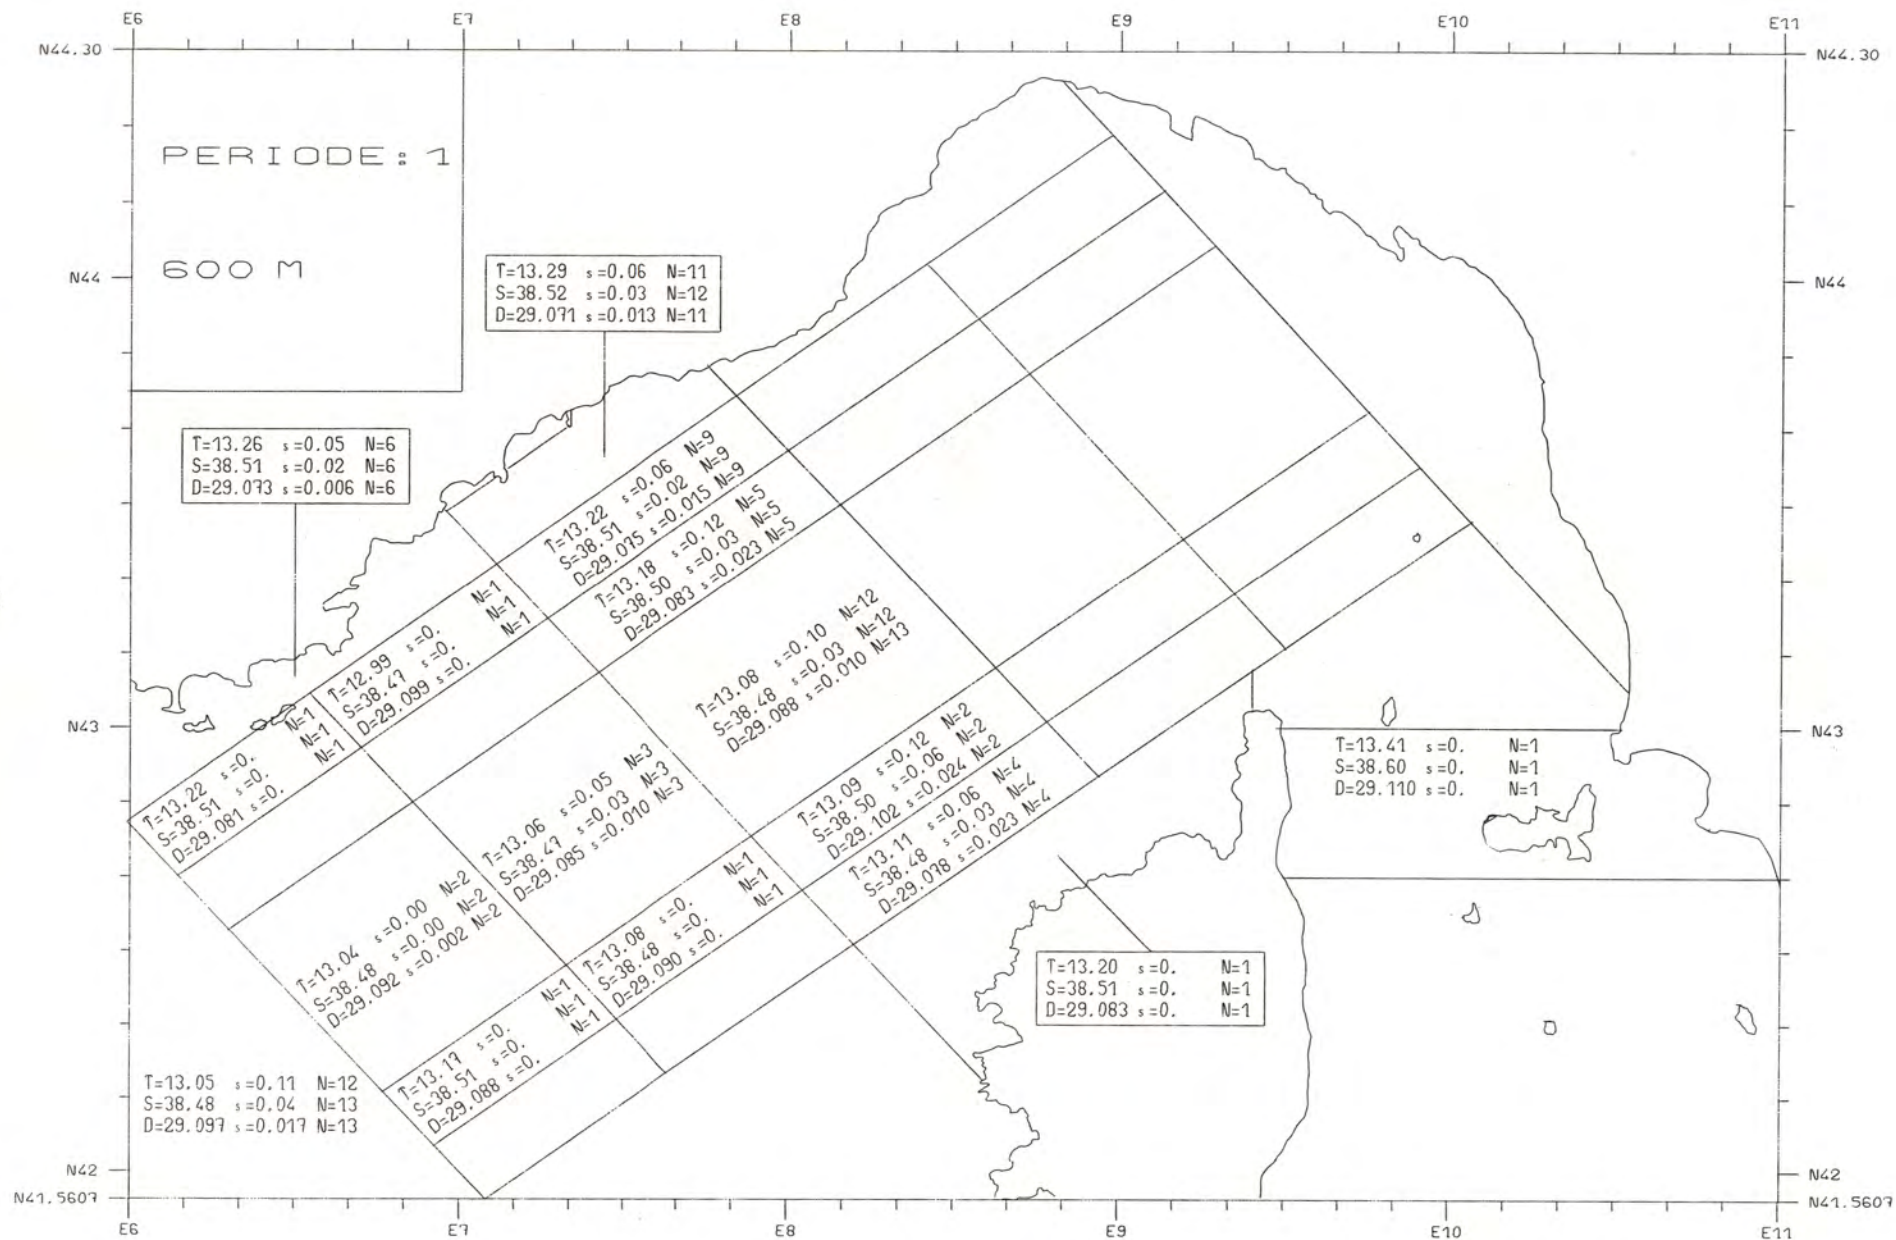 E6 E7 E8 E9 E10 E11
N44.30 N44.30
PERIODE:1
600 M
N44 N44
T=13.29 s=0.06 N=11
S=38.52 s=0.03 N=12
D=29.071 s=0.013 N=11
T=13.26 s=0.05 N=6
S=38.51 s=0.02 N=6
D=29.073 s=0.006 N=6
T=13.22 s=0.06 N=9
S=38.51 s=0.02 N=9
D=29.075 s=0.015 N=9
T=13.18 s=0.12 N=5
S=38.50 s=0.03 N=5
D=29.083 s=0.023 N=5
T=12.99 s=0. N=1
S=38.47 s=0. N=1
D=29.099 s=0. N=1
T=13.22 s=0. N=1
S=38.51 s=0. N=1
D=29.081 s=0. N=1
T=13.08 s=0.10 N=12
S=38.48 s=0.03 N=12
D=29.088 s=0.010 N=13
T=13.06 s=0.05 N=3
S=38.47 s=0.03 N=3
D=29.085 s=0.010 N=3
T=13.04 s=0.00 N=2
S=38.48 s=0.00 N=2
D=29.092 s=0.002 N=2
N43 N43
T=13.41 s=0. N=1
S=38.60 s=0. N=1
D=29.110 s=0. N=1
T=13.09 s=0.12 N=2
S=38.50 s=0.06 N=2
D=29.102 s=0.024 N=2
T=13.11 s=0.06 N=4
S=38.48 s=0.03 N=4
D=29.078 s=0.023 N=4
T=13.08 s=0. N=1
S=38.48 s=0. N=1
D=29.090 s=0. N=1
T=13.17 s=0. N=1
S=38.51 s=0. N=1
D=29.088 s=0. N=1
T=13.20 s=0. N=1
S=38.51 s=0. N=1
D=29.083 s=0. N=1
T=13.05 s=0.11 N=12
S=38.48 s=0.04 N=13
D=29.097 s=0.017 N=13
N42 N42
N41.5607 N41.5607
E6 E7 E8 E9 E10 E11